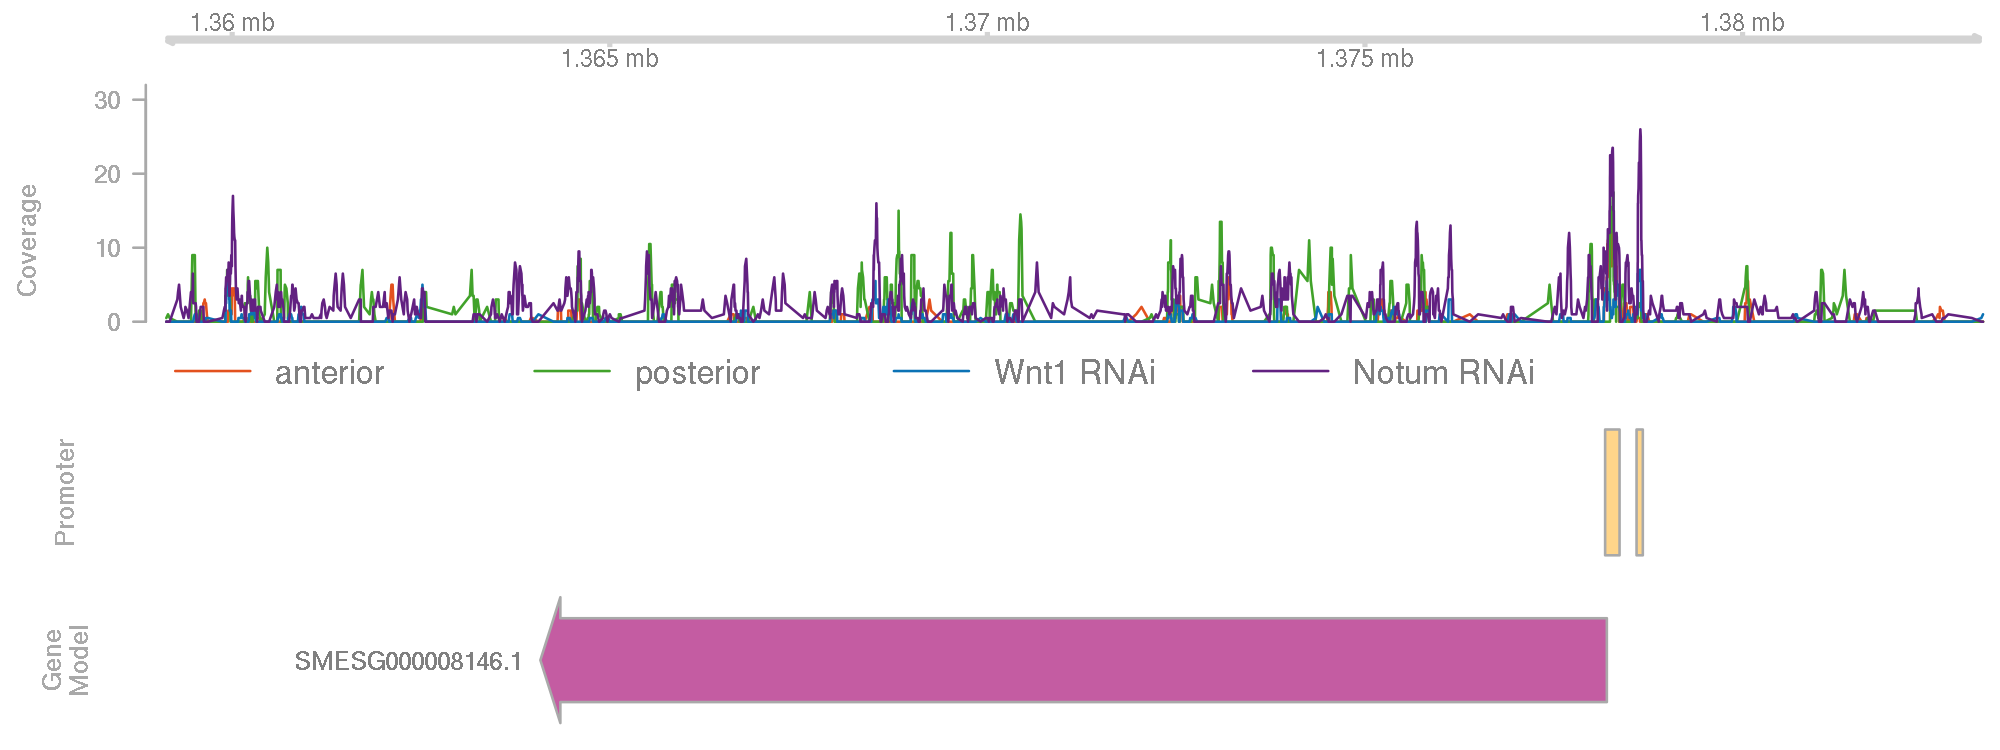 1.36 mb 1.37 mb 1.38 mb
1.365 mb 1.375 mb
30
20
10
0
Coverage
anterior posterior Wnt1 RNAi Notum RNAi
Promoter
Gene
Model
SMESG000008146.1